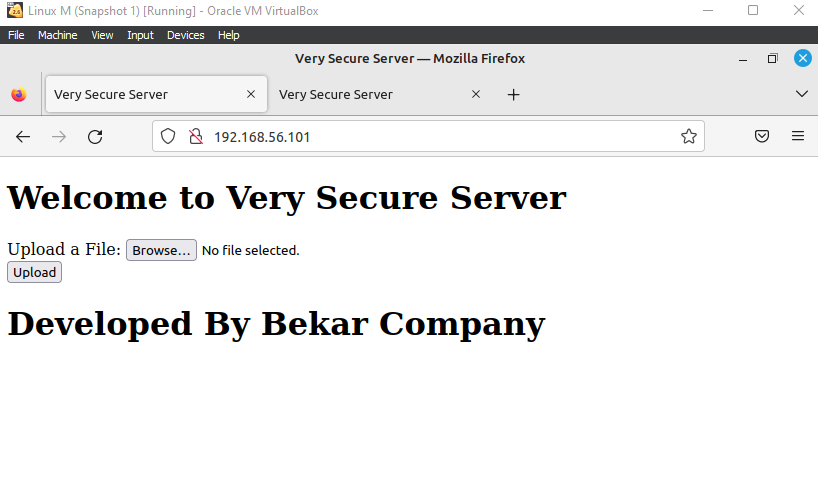 Linux M (Snapshot 1) [Running] - Oracle VM VirtualBox
File Machine View Input Devices Help
Very Secure Server — Mozilla Firefox
Very Secure Server Very Secure Server
192.168.56.101
Welcome to Very Secure Server
Upload a File: Browse... No file selected.
Upload
Developed By Bekar Company